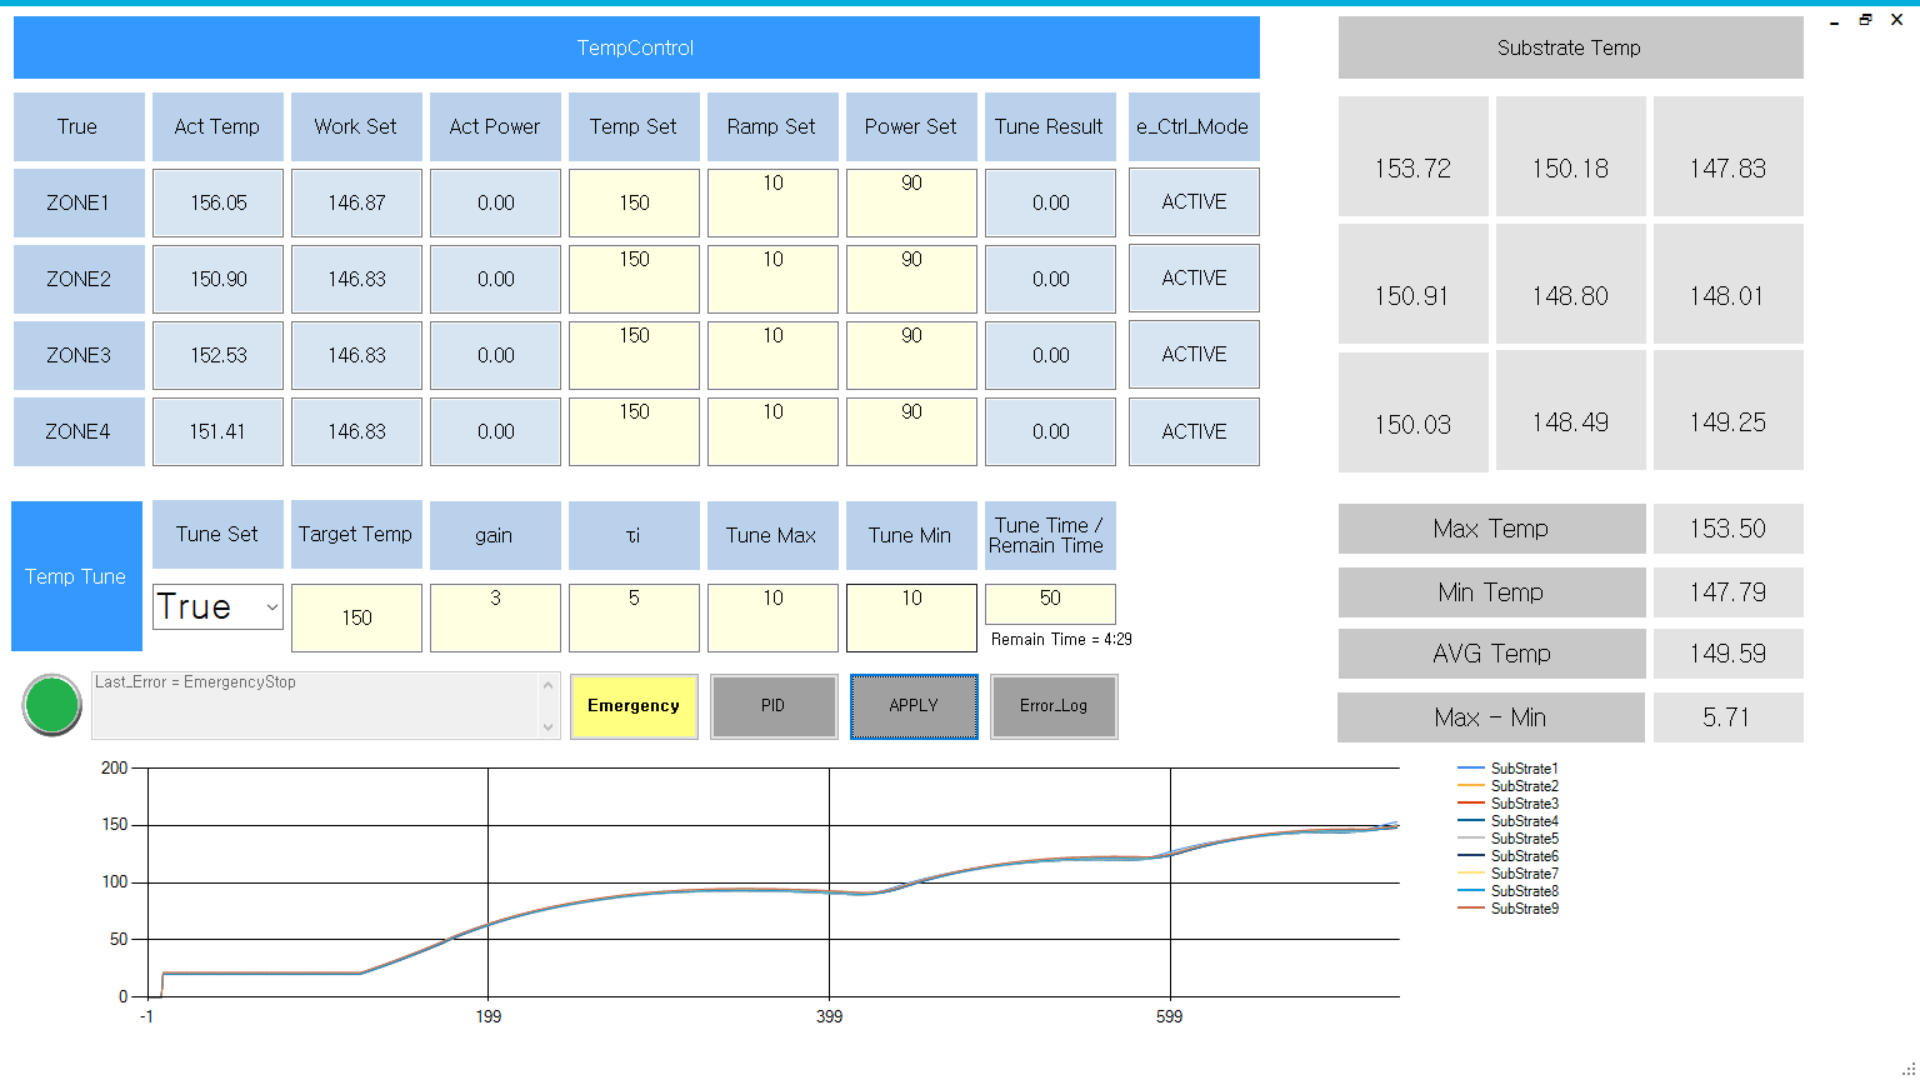 TempControl
Substrate Temp
True Act Temp Work Set Act Power Temp Set Ramp Set Power Set Tune Result e_Ctrl_Mode
ZONE1 156.05 146.87 0.00 150 10 90 0.00 ACTIVE
ZONE2 150.90 146.83 0.00 150 10 90 0.00 ACTIVE
ZONE3 152.53 146.83 0.00 150 10 90 0.00 ACTIVE
ZONE4 151.41 146.83 0.00 150 10 90 0.00 ACTIVE
153.72 150.18 147.83
150.91 148.80 148.01
150.03 148.49 149.25
Temp Tune
Tune Set Target Temp gain τi Tune Max Tune Min Tune Time /
Remain Time
True 150 3 5 10 10 50
Remain Time = 4:29
Max Temp 153.50
Min Temp 147.79
AVG Temp 149.59
Max - Min 5.71
Last_Error = EmergencyStop
Emergency PID APPLY Error_Log
200
150
100
50
0
-1 199 399 599
SubStrate1
SubStrate2
SubStrate3
SubStrate4
SubStrate5
SubStrate6
SubStrate7
SubStrate8
SubStrate9